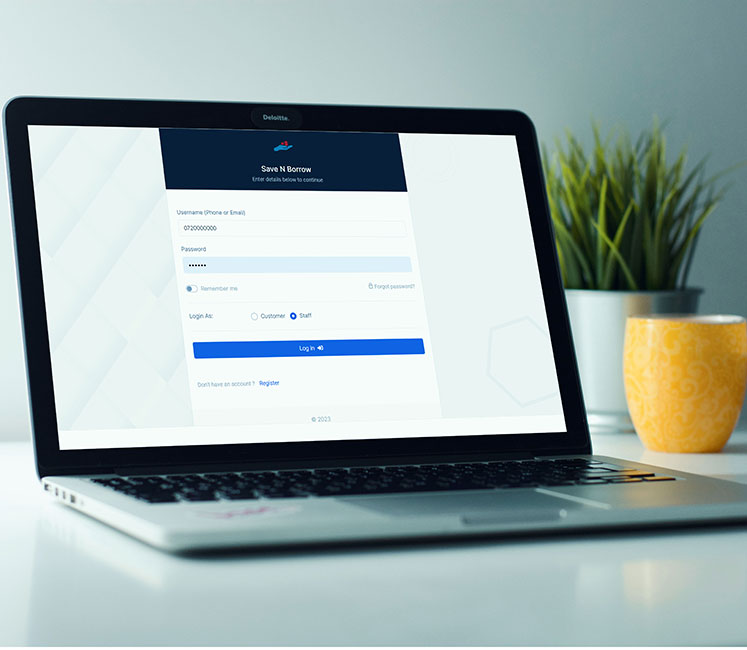 Deloitte.
Save N Borrow
Enter details below to continue
Username (Phone or Email)
0720000000
Password
Remember me
Forgot password?
Login As:
Customer
Staff
Log in
Don't have an account ?
Register
© 2023